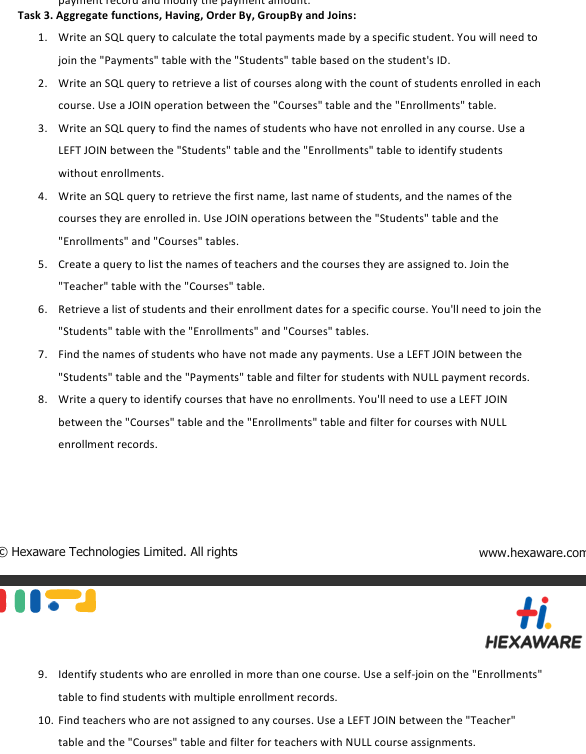 payment record and modify the payment amount.
Task 3. Aggregate functions, Having, Order By, GroupBy and Joins:
1. Write an SQL query to calculate the total payments made by a specific student. You will need to
join the "Payments" table with the "Students" table based on the student's ID.
2. Write an SQL query to retrieve a list of courses along with the count of students enrolled in each
course. Use a JOIN operation between the "Courses" table and the "Enrollments" table.
3. Write an SQL query to find the names of students who have not enrolled in any course. Use a
LEFT JOIN between the "Students" table and the "Enrollments" table to identify students
without enrollments.
4. Write an SQL query to retrieve the first name, last name of students, and the names of the
courses they are enrolled in. Use JOIN operations between the "Students" table and the
"Enrollments" and "Courses" tables.
5. Create a query to list the names of teachers and the courses they are assigned to. Join the
"Teacher" table with the "Courses" table.
6. Retrieve a list of students and their enrollment dates for a specific course. You'll need to join the
"Students" table with the "Enrollments" and "Courses" tables.
7. Find the names of students who have not made any payments. Use a LEFT JOIN between the
"Students" table and the "Payments" table and filter for students with NULL payment records.
8. Write a query to identify courses that have no enrollments. You'll need to use a LEFT JOIN
between the "Courses" table and the "Enrollments" table and filter for courses with NULL
enrollment records.
© Hexaware Technologies Limited. All rights
www.hexaware.com
HEXAWARE
9. Identify students who are enrolled in more than one course. Use a self-join on the "Enrollments"
table to find students with multiple enrollment records.
10. Find teachers who are not assigned to any courses. Use a LEFT JOIN between the "Teacher"
table and the "Courses" table and filter for teachers with NULL course assignments.